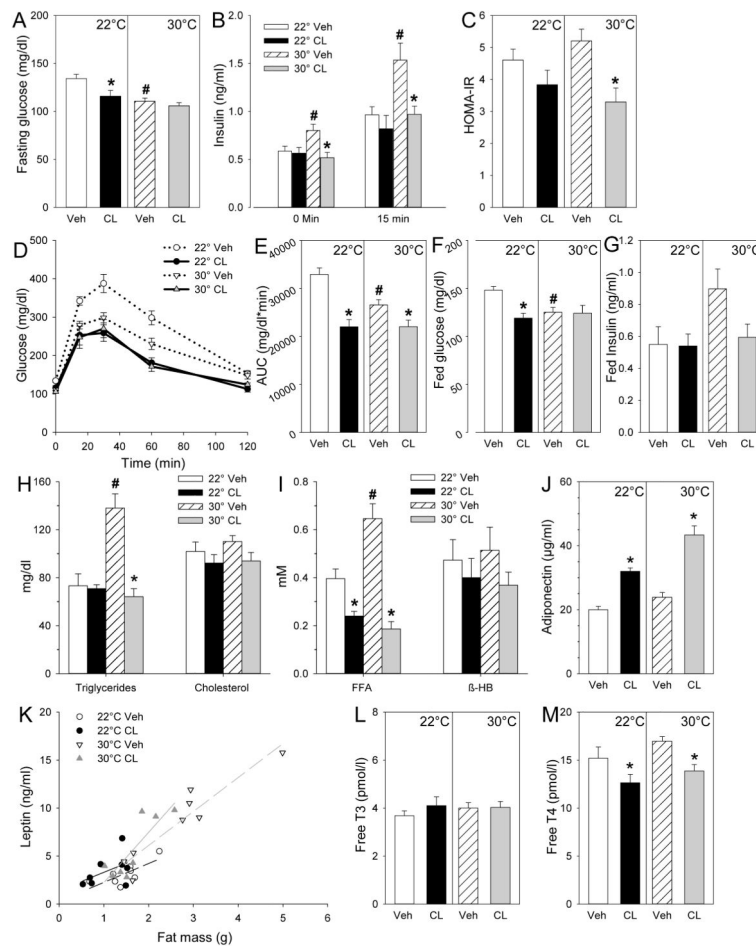 A
22°C
30°C
Fasting glucose (mg/dl)
200
150
100
50
0
*
#
Veh
CL
Veh
CL
B
22° Veh
22° CL
30° Veh
30° CL
Insulin (ng/ml)
2.0
1.5
1.0
0.5
0.0
#
*
#
*
0 Min
15 min
C
22°C
30°C
HOMA-IR
6
5
4
3
2
1
0
*
Veh
CL
Veh
CL
D
22° Veh
22° CL
30° Veh
30° CL
Glucose (mg/dl)
500
400
300
200
100
0
0
20
40
60
80
100
120
Time (min)
E
22°C
30°C
AUC (mg/dl*min)
40000
30000
20000
10000
0
*
#
*
Veh
CL
Veh
CL
F
22°C
30°C
Fed glucose (mg/dl)
200
150
100
50
0
*
#
Veh
CL
Veh
CL
G
22°C
30°C
Fed Insulin (ng/ml)
1.2
1.0
0.8
0.6
0.4
0.2
0.0
Veh
CL
Veh
CL
H
22° Veh
22° CL
30° Veh
30° CL
mg/dl
160
120
80
40
0
#
*
Triglycerides
Cholesterol
I
22° Veh
22° CL
30° Veh
30° CL
mM
0.8
0.6
0.4
0.2
0.0
*
#
*
FFA
ß-HB
J
22°C
30°C
Adiponectin (µg/ml)
60
40
20
0
*
*
Veh
CL
Veh
CL
K
22°C Veh
22°C CL
30°C Veh
30°C CL
Leptin (ng/ml)
20
15
10
5
0
0
1
2
3
4
5
6
Fat mass (g)
L
22°C
30°C
Free T3 (pmol/l)
8
6
4
2
0
Veh
CL
Veh
CL
M
22°C
30°C
Free T4 (pmol/l)
20
15
10
5
0
*
*
Veh
CL
Veh
CL